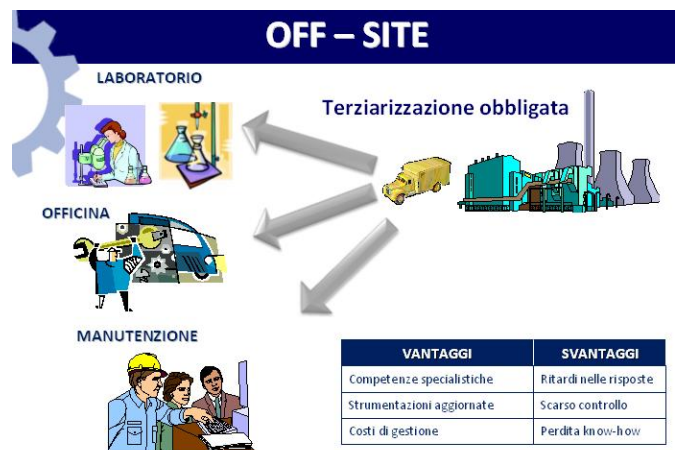 OFF – SITE
LABORATORIO
Terziarizzazione obbligata
OFFICINA
MANUTENZIONE
VANTAGGI SVANTAGGI
Competenze specialistiche Ritardi nelle risposte
Strumentazioni aggiornate Scarso controllo
Costi di gestione Perdita know-how